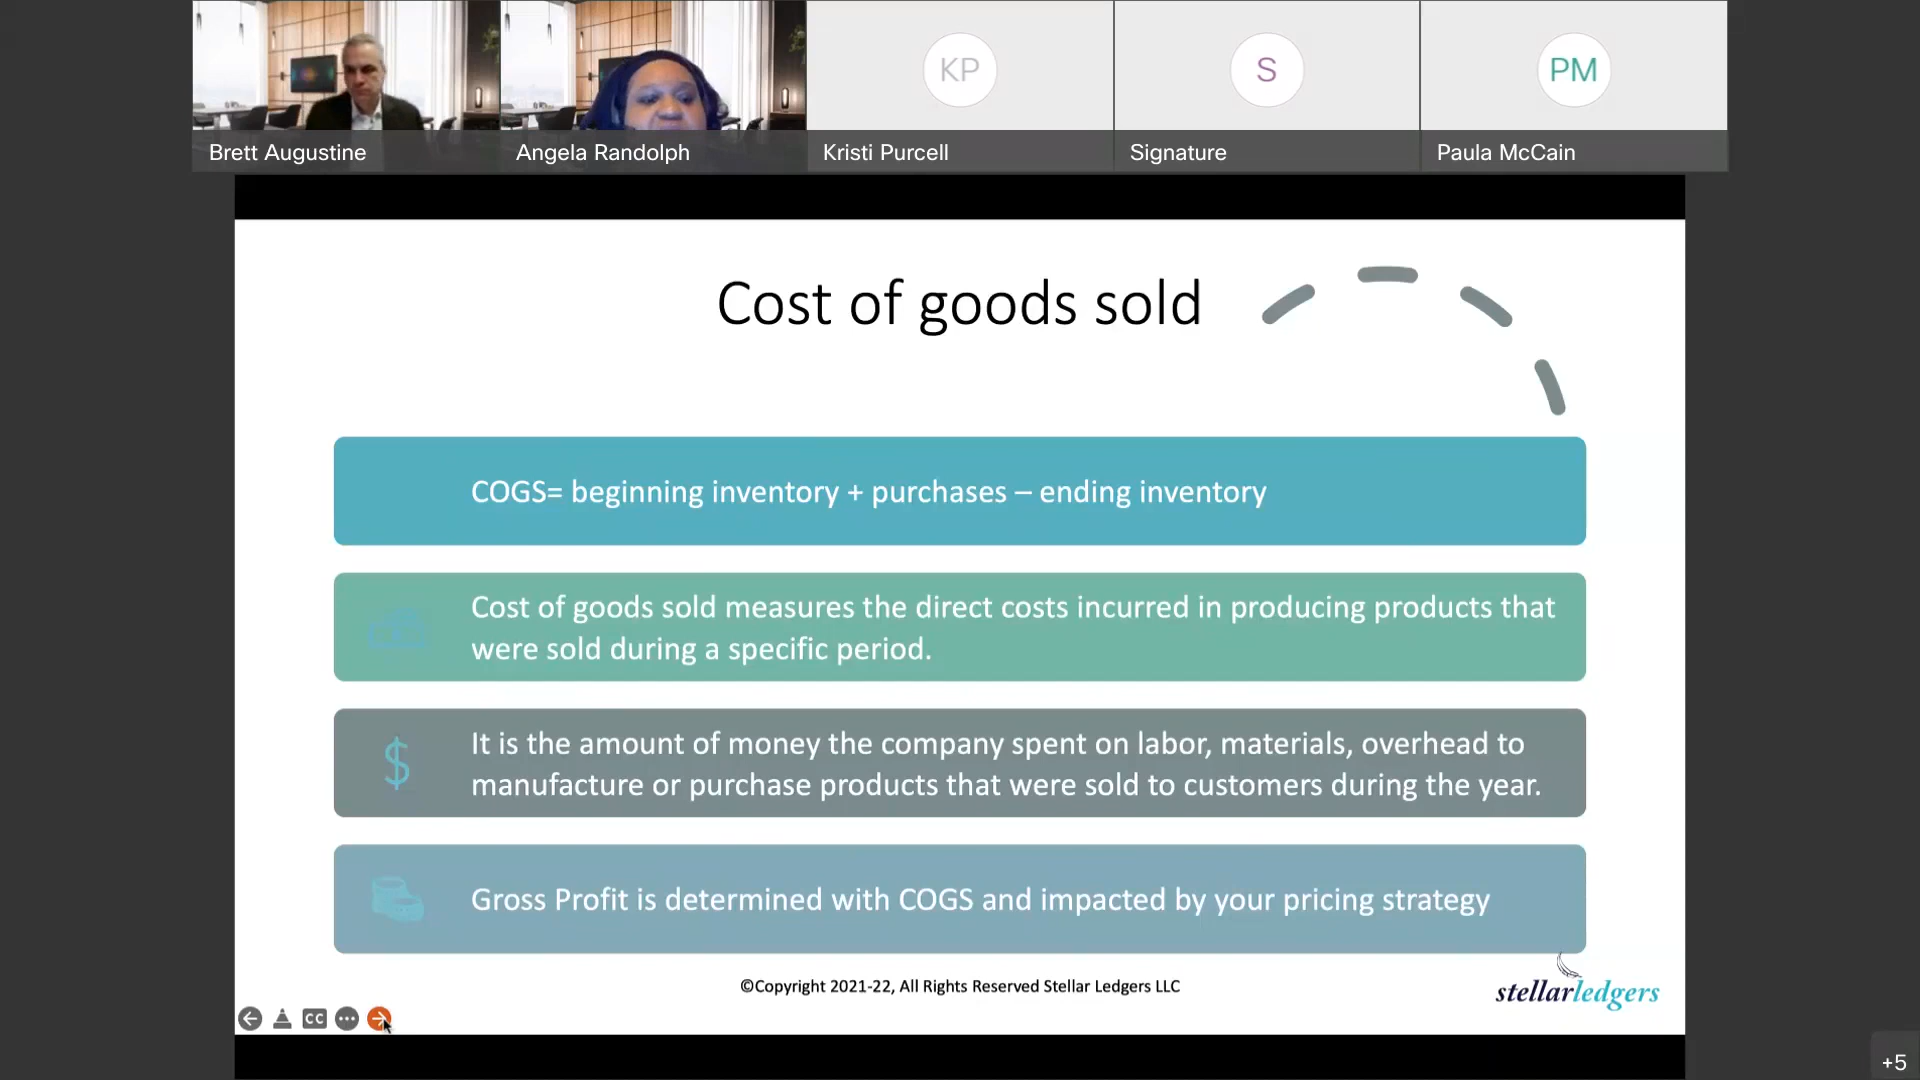 KP
S
PM
Brett Augustine
Angela Randolph
Kristi Purcell
Signature
Paula McCain
Cost of goods sold
COGS= beginning inventory + purchases – ending inventory
Cost of goods sold measures the direct costs incurred in producing products that
were sold during a specific period.
$
It is the amount of money the company spent on labor, materials, overhead to
manufacture or purchase products that were sold to customers during the year.
Gross Profit is determined with COGS and impacted by your pricing strategy
©Copyright 2021-22, All Rights Reserved Stellar Ledgers LLC
stellarledgers
CC
+5